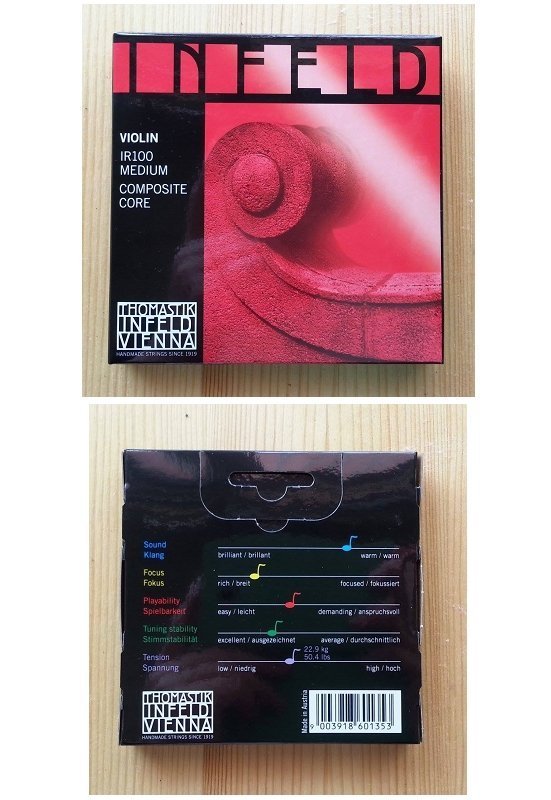 INFELD
VIOLIN
IR100
MEDIUM
COMPOSITE
CORE
THOMASTIK
INFELD
VIENNA
HANDMADE STRINGS SINCE 1919
Sound
Klang
brilliant / brillant warm / warm
Focus
Fokus
rich / breit focused / fokussiert
Playability
Spielbarkeit
easy / leicht demanding / anspruchsvoll
Tuning stability
Stimmstabilität
excellent / ausgezeichnet average / durchschnittlich
Tension
Spannung
22.9 kg
50.4 lbs
low / niedrig high / hoch
THOMASTIK
INFELD
VIENNA
HANDMADE STRINGS SINCE 1919
Made in Austria
9 003918 601353